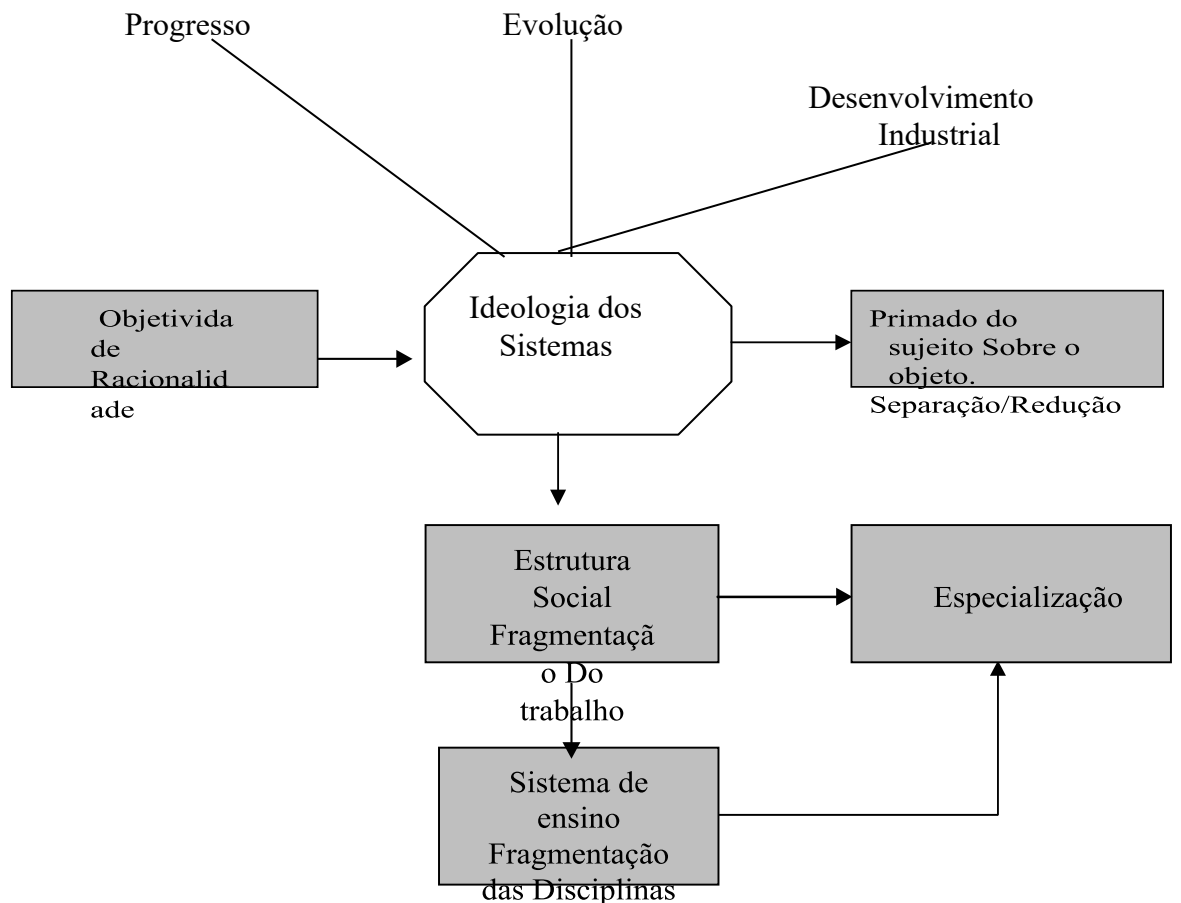 Progresso
Evolução
Desenvolvimento
Industrial
Objetivida
de
Racionalid
ade
Ideologia dos
Sistemas
Primado do
sujeito Sobre o
objeto.
Separação/Redução
Estrutura
Social
Fragmentaçã
o Do
trabalho
Especialização
Sistema de
ensino
Fragmentação
das Disciplinas